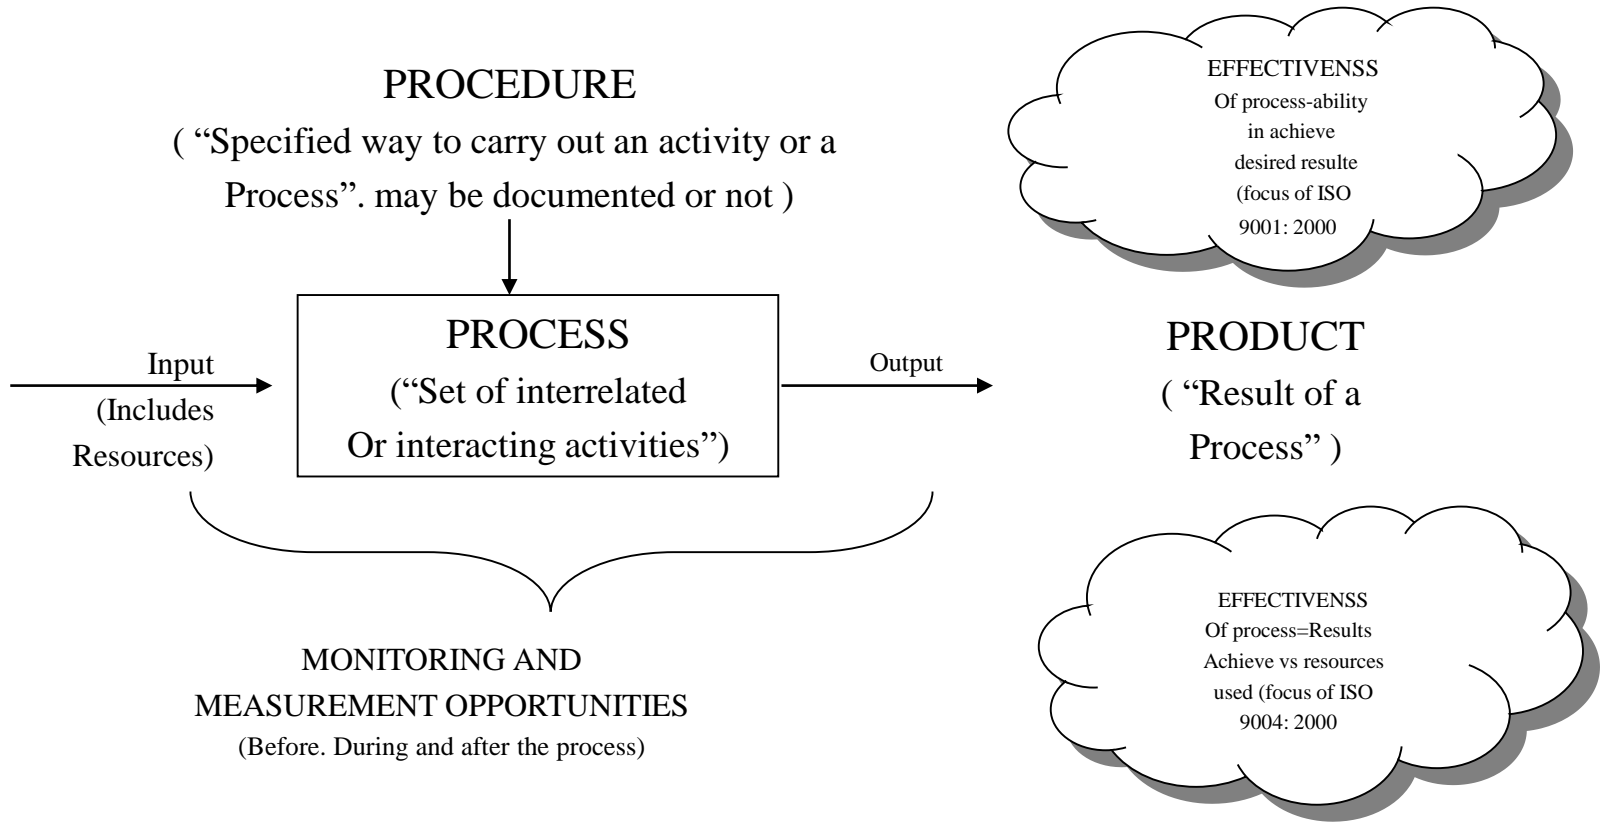 PROCEDURE
( “Specified way to carry out an activity or a
Process”. may be documented or not )
EFFECTIVENSS
Of process-ability
in achieve
desired resulte
(focus of ISO
9001: 2000
Input
(Includes
Resources)
PROCESS
(“Set of interrelated
Or interacting activities”)
Output
PRODUCT
( “Result of a
Process” )
MONITORING AND
MEASUREMENT OPPORTUNITIES
(Before. During and after the process)
EFFECTIVENSS
Of process=Results
Achieve vs resources
used (focus of ISO
9004: 2000